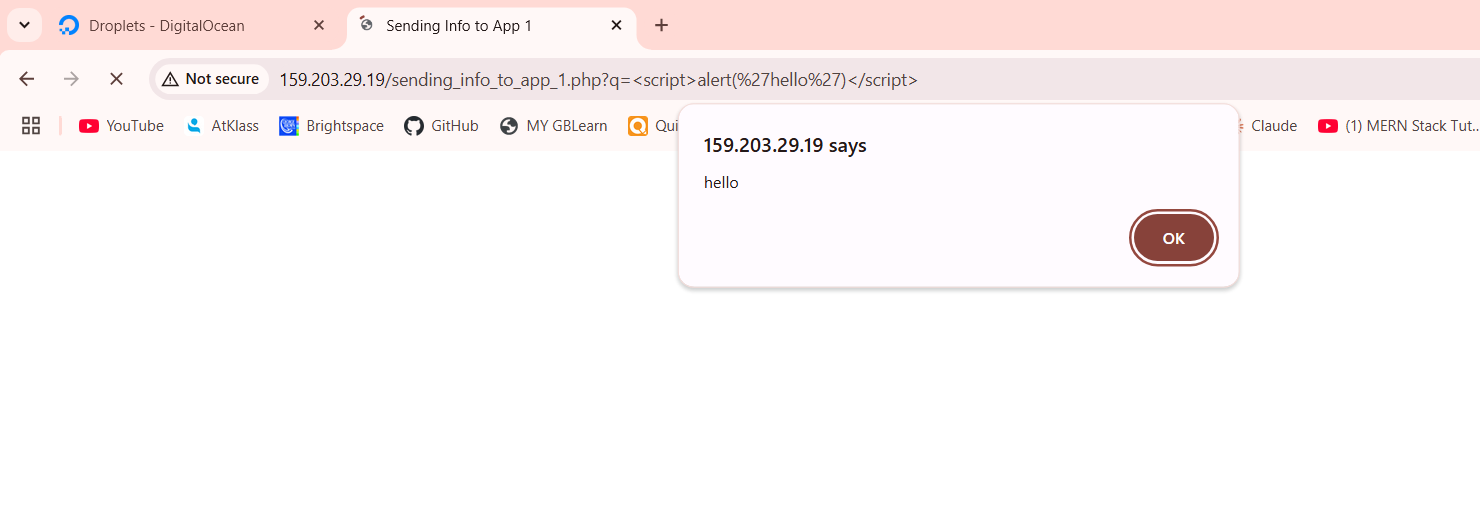 Droplets - DigitalOcean
Sending Info to App 1
Not secure 159.203.29.19/sending_info_to_app_1.php?q=<script>alert(%27hello%27)</script>
YouTube AtKlass Brightspace GitHub MY GBLearn Qui Claude (1) MERN Stack Tut...
159.203.29.19 says
hello
OK